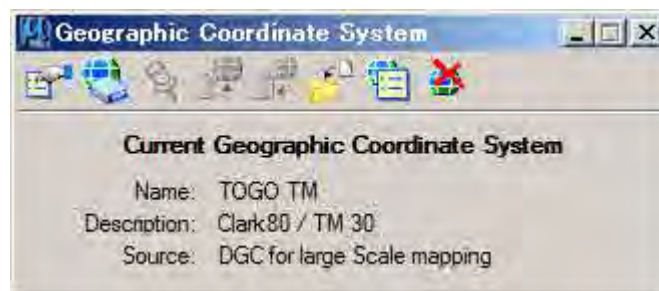 Geographic Coordinate System
Current Geographic Coordinate System
Name: TOGO TM
Description: Clark80 / TM 30
Source: DGC for large Scale mapping